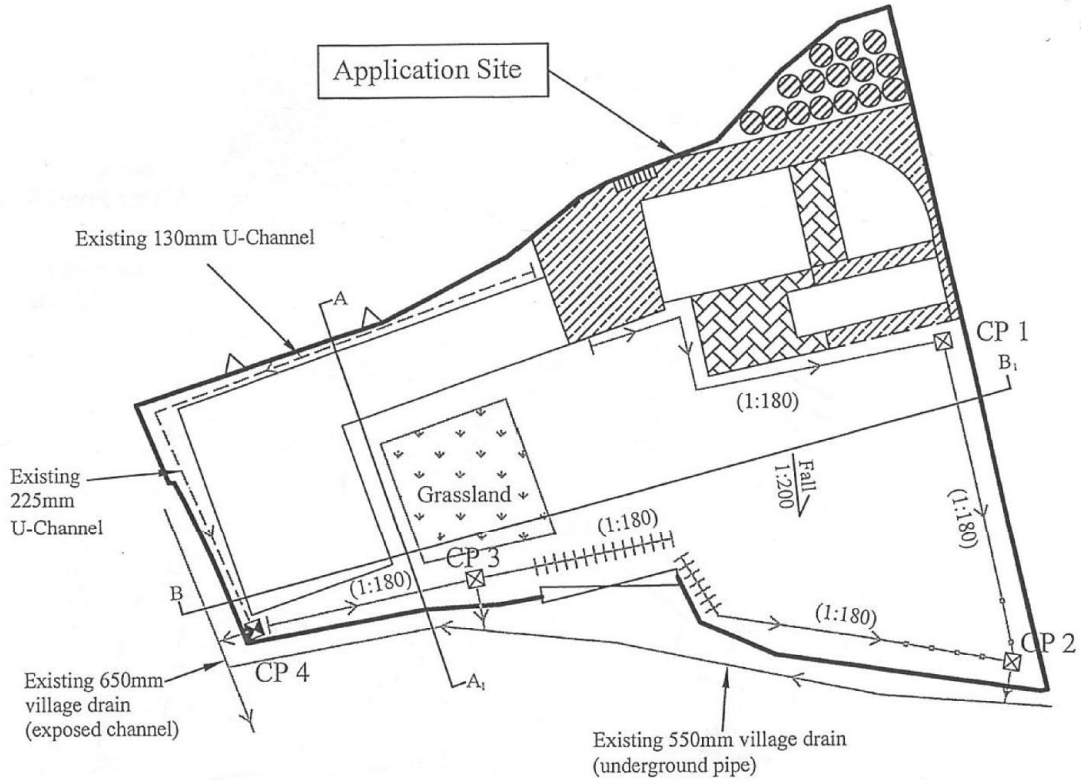 Application Site
Existing 130mm U-Channel
A
CP 1
B₁
(1:180)
Existing
225mm
U-Channel
Grassland
Fall
1:200
(1:180)
(1:180)
CP 3
(1:180)
B
(1:180)
CP 2
CP 4
A₁
Existing 650mm
village drain
(exposed channel)
Existing 550mm village drain
(underground pipe)